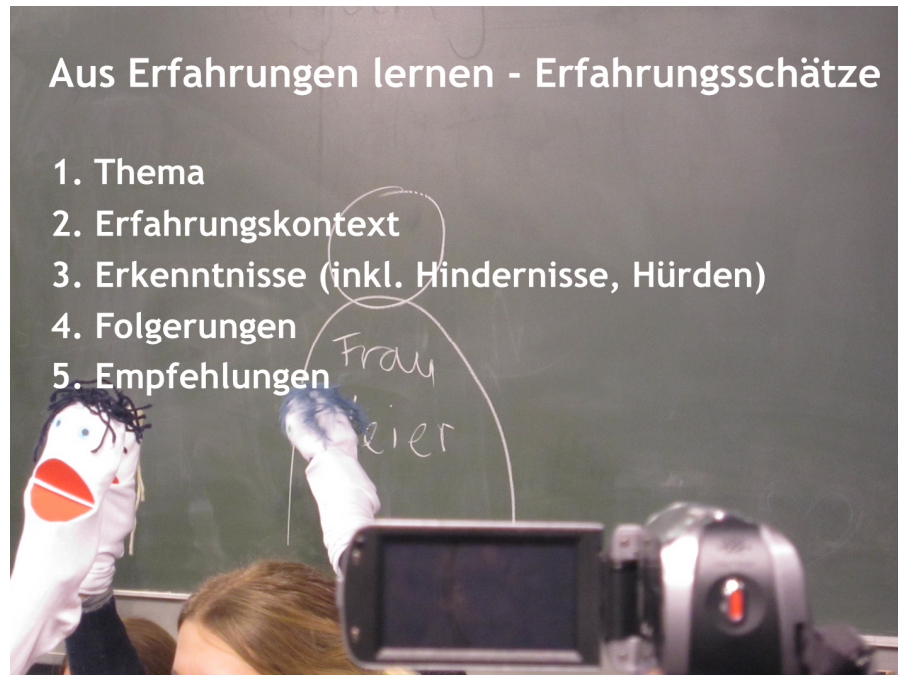 Aus Erfahrungen lernen - Erfahrungsschätze
1. Thema
2. Erfahrungskontext
3. Erkenntnisse (inkl. Hindernisse, Hürden)
4. Folgerungen
5. Empfehlungen
Frau